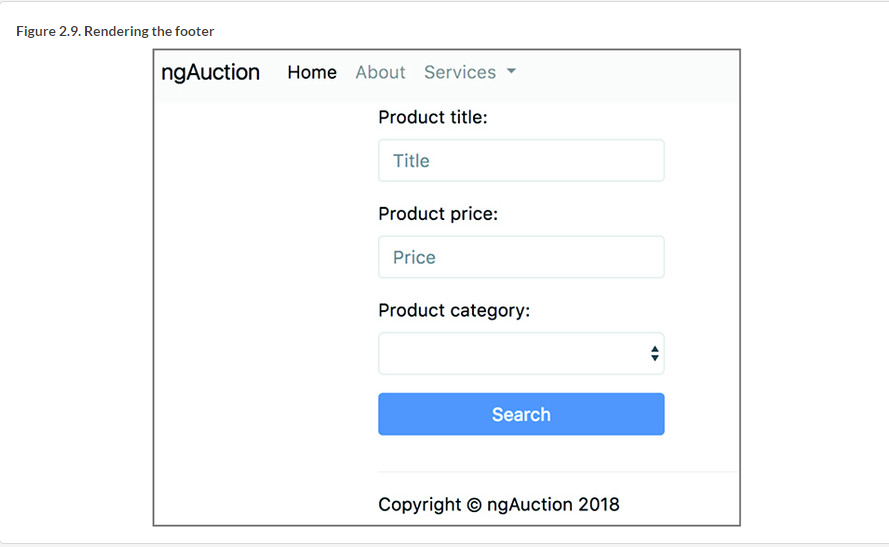 Figure 2.9. Rendering the footer
ngAuction Home About Services
Product title:
Title
Product price:
Price
Product category:
Search
Copyright © ngAuction 2018